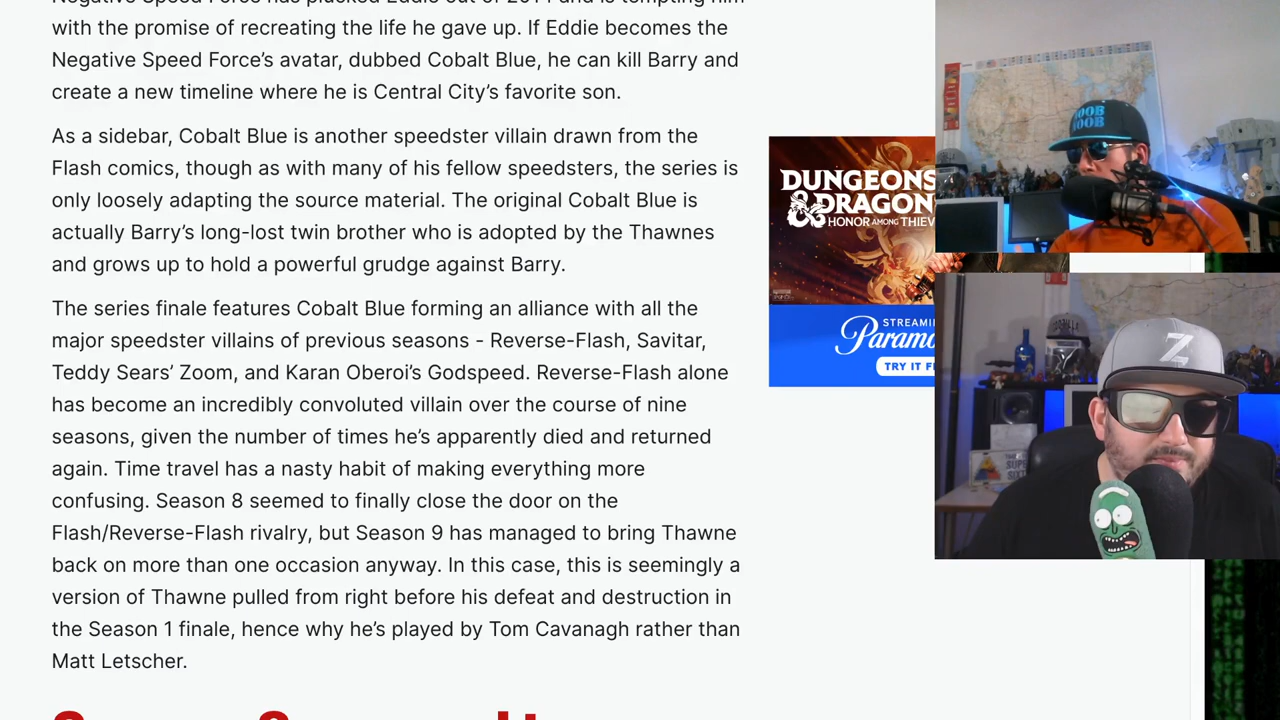 with the promise of recreating the life he gave up. If Eddie becomes the
Negative Speed Force’s avatar, dubbed Cobalt Blue, he can kill Barry and
create a new timeline where he is Central City’s favorite son.
As a sidebar, Cobalt Blue is another speedster villain drawn from the
Flash comics, though as with many of his fellow speedsters, the series is
only loosely adapting the source material. The original Cobalt Blue is
actually Barry’s long-lost twin brother who is adopted by the Thawnes
and grows up to hold a powerful grudge against Barry.
The series finale features Cobalt Blue forming an alliance with all the
major speedster villains of previous seasons - Reverse-Flash, Savitar,
Teddy Sears’ Zoom, and Karan Oberoi’s Godspeed. Reverse-Flash alone
has become an incredibly convoluted villain over the course of nine
seasons, given the number of times he’s apparently died and returned
again. Time travel has a nasty habit of making everything more
confusing. Season 8 seemed to finally close the door on the
Flash/Reverse-Flash rivalry, but Season 9 has managed to bring Thawne
back on more than one occasion anyway. In this case, this is seemingly a
version of Thawne pulled from right before his defeat and destruction in
the Season 1 finale, hence why he’s played by Tom Cavanagh rather than
Matt Letscher.
DUNGEONS
& DRAGON
HONOR AMONG THIEV
STREAMIN
Paramo
TRY IT F
NOOB
NOOB
Z
SUPE
SIXT